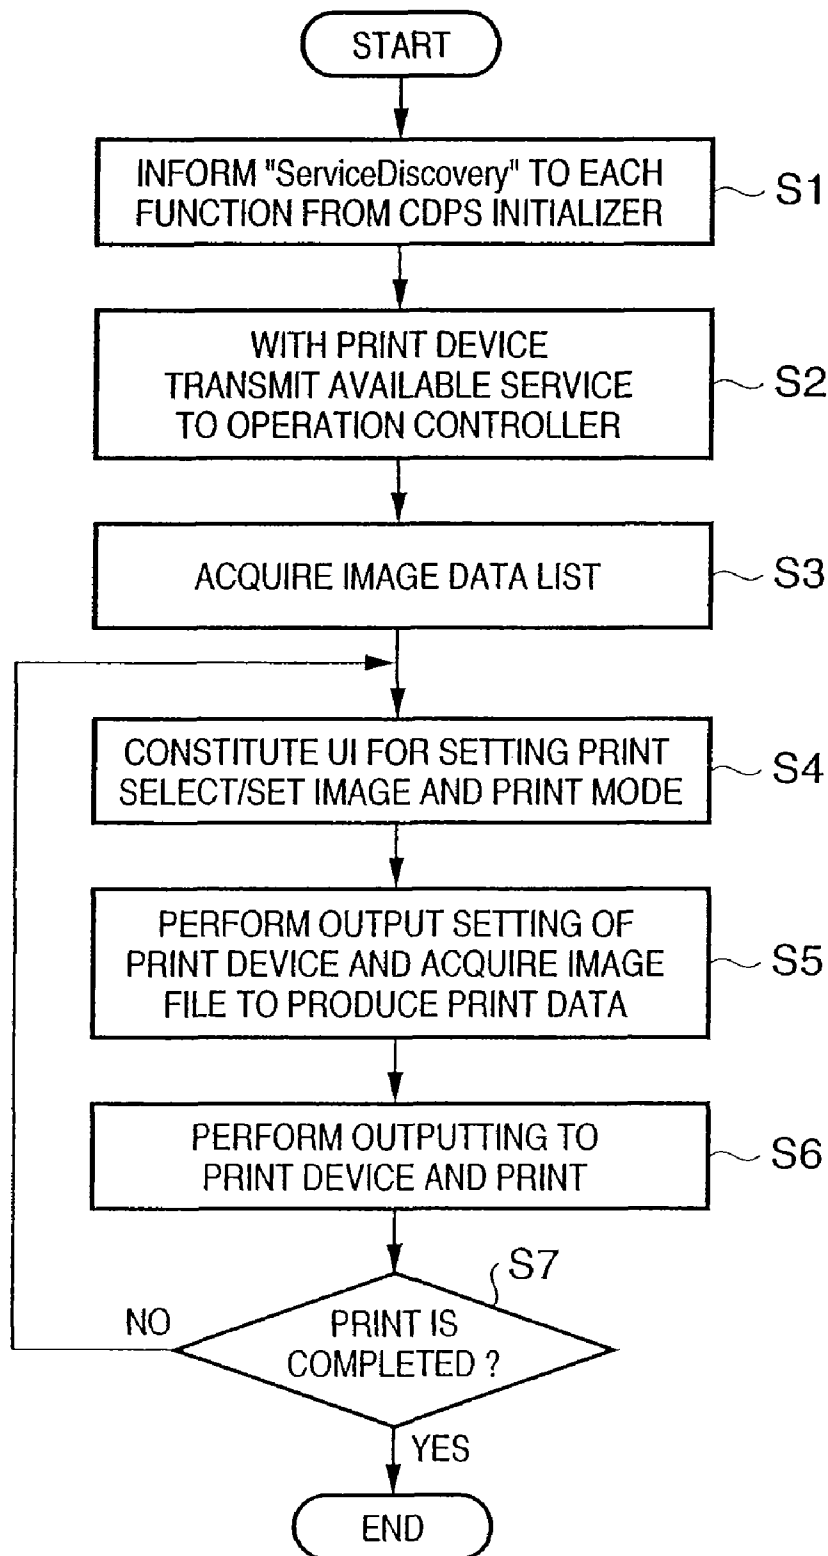 START
INFORM "ServiceDiscovery" TO EACH
FUNCTION FROM CDPS INITIALIZER
S1
WITH PRINT DEVICE
TRANSMIT AVAILABLE SERVICE
TO OPERATION CONTROLLER
S2
ACQUIRE IMAGE DATA LIST
S3
CONSTITUTE UI FOR SETTING PRINT
SELECT/SET IMAGE AND PRINT MODE
S4
PERFORM OUTPUT SETTING OF
PRINT DEVICE AND ACQUIRE IMAGE
FILE TO PRODUCE PRINT DATA
S5
PERFORM OUTPUTTING TO
PRINT DEVICE AND PRINT
S6
S7
NO
PRINT IS
COMPLETED ?
YES
END